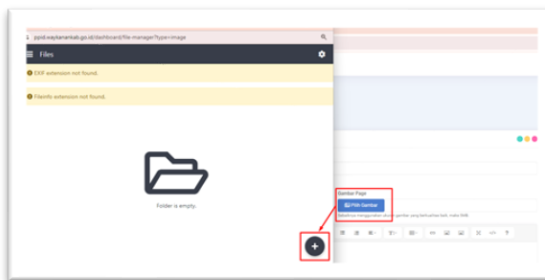 ppid.waykanankab.go.id/dashboard/file-manager?type=image
Files
EXIF extension not found.
Fileinfo extension not found.
Folder is empty.
Gambar Page
Pilih Gambar